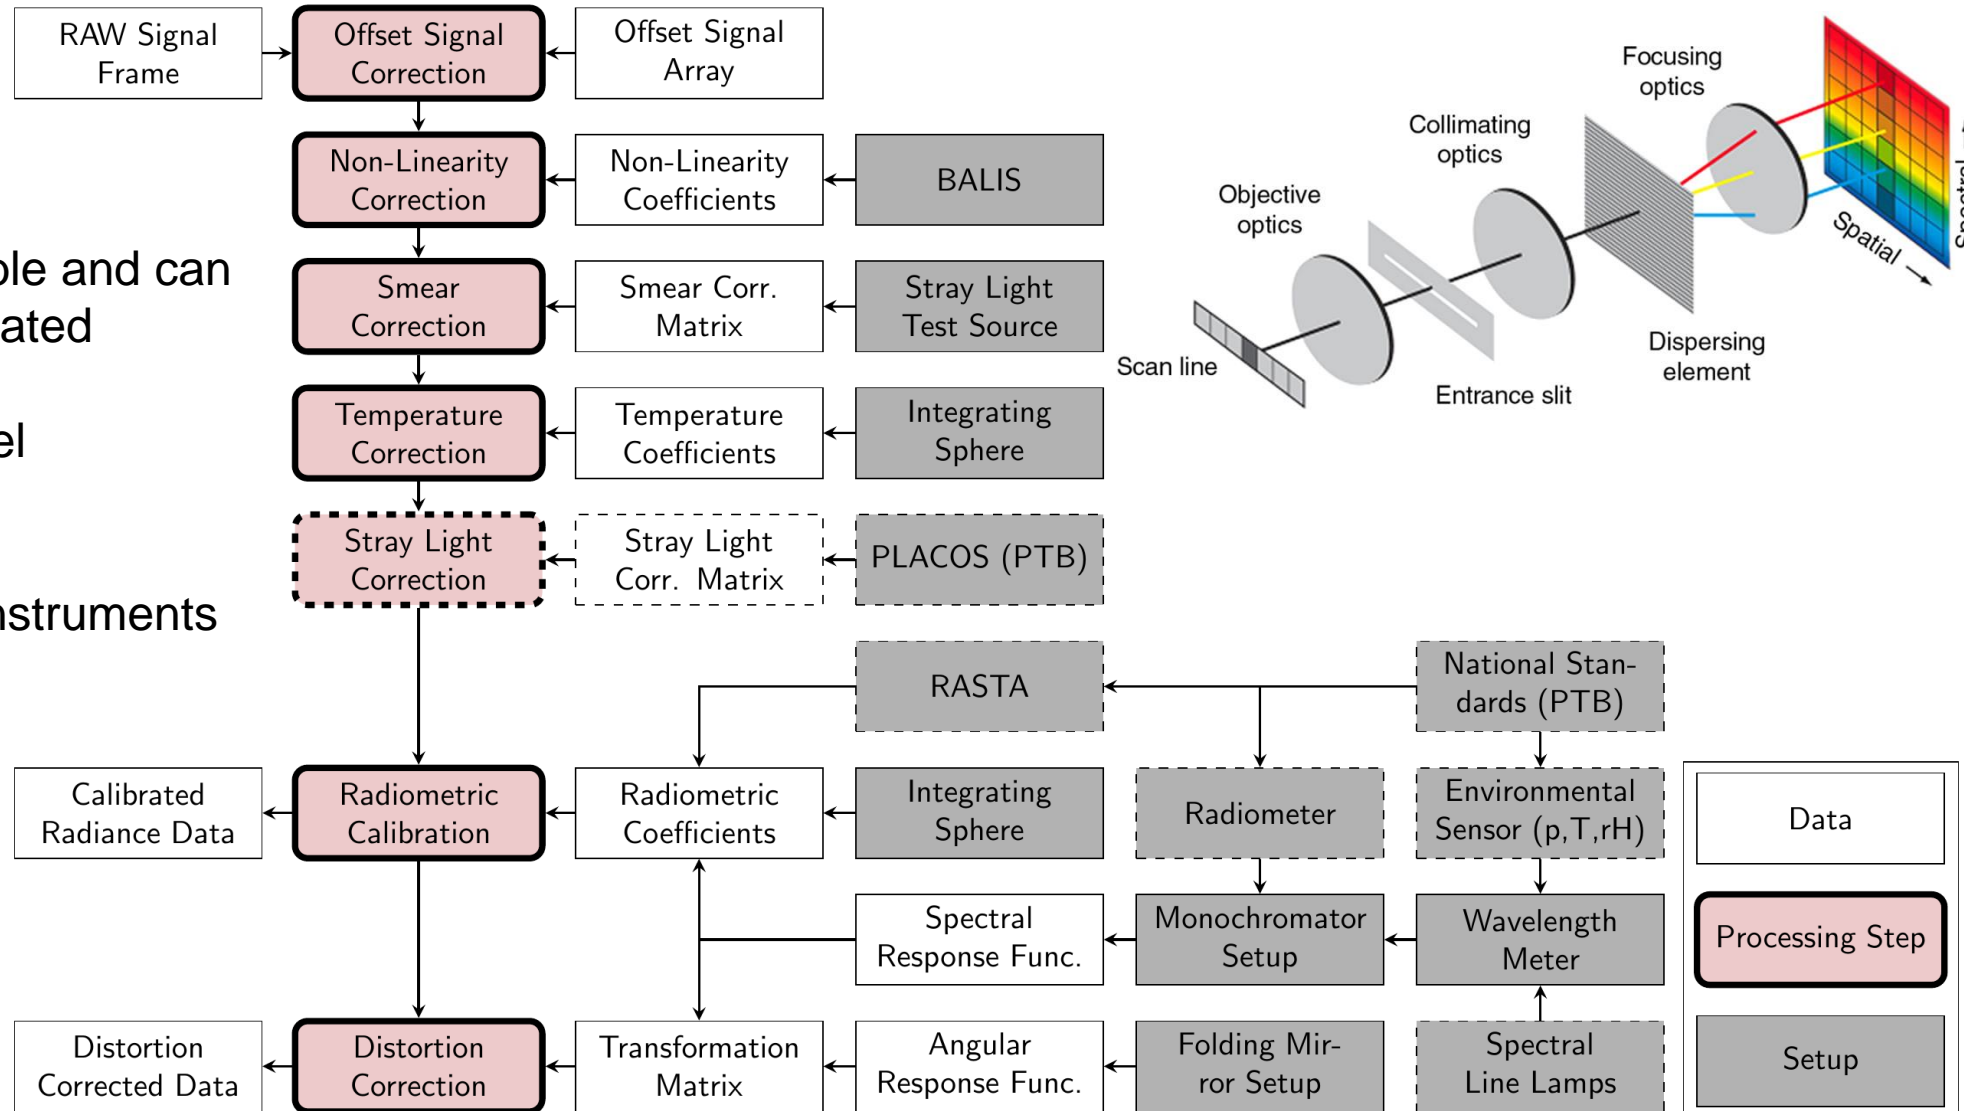 RAW Signal
Frame
Offset Signal
Correction
Offset Signal
Array
Non-Linearity
Correction
Non-Linearity
Coefficients
BALIS
Smear
Correction
Smear Corr.
Matrix
Stray Light
Test Source
Temperature
Correction
Temperature
Coefficients
Integrating
Sphere
Stray Light
Correction
Stray Light
Corr. Matrix
PLACOS (PTB)
and can
nstruments
RASTA
National Stan-
dards (PTB)
Calibrated
Radiance Data
Radiometric
Calibration
Radiometric
Coefficients
Integrating
Sphere
Radiometer
Environmental
Sensor (p,T,rH)
Spectral
Response Func.
Monochromator
Setup
Wavelength
Meter
Distortion
Corrected Data
Distortion
Correction
Transformation
Matrix
Angular
Response Func.
Folding Mir-
ror Setup
Spectral
Line Lamps
Data
Processing Step
Setup
Scan line
Objective
optics
Entrance slit
Collimating
optics
Dispersing
element
Focusing
optics
Spatial
Spectral